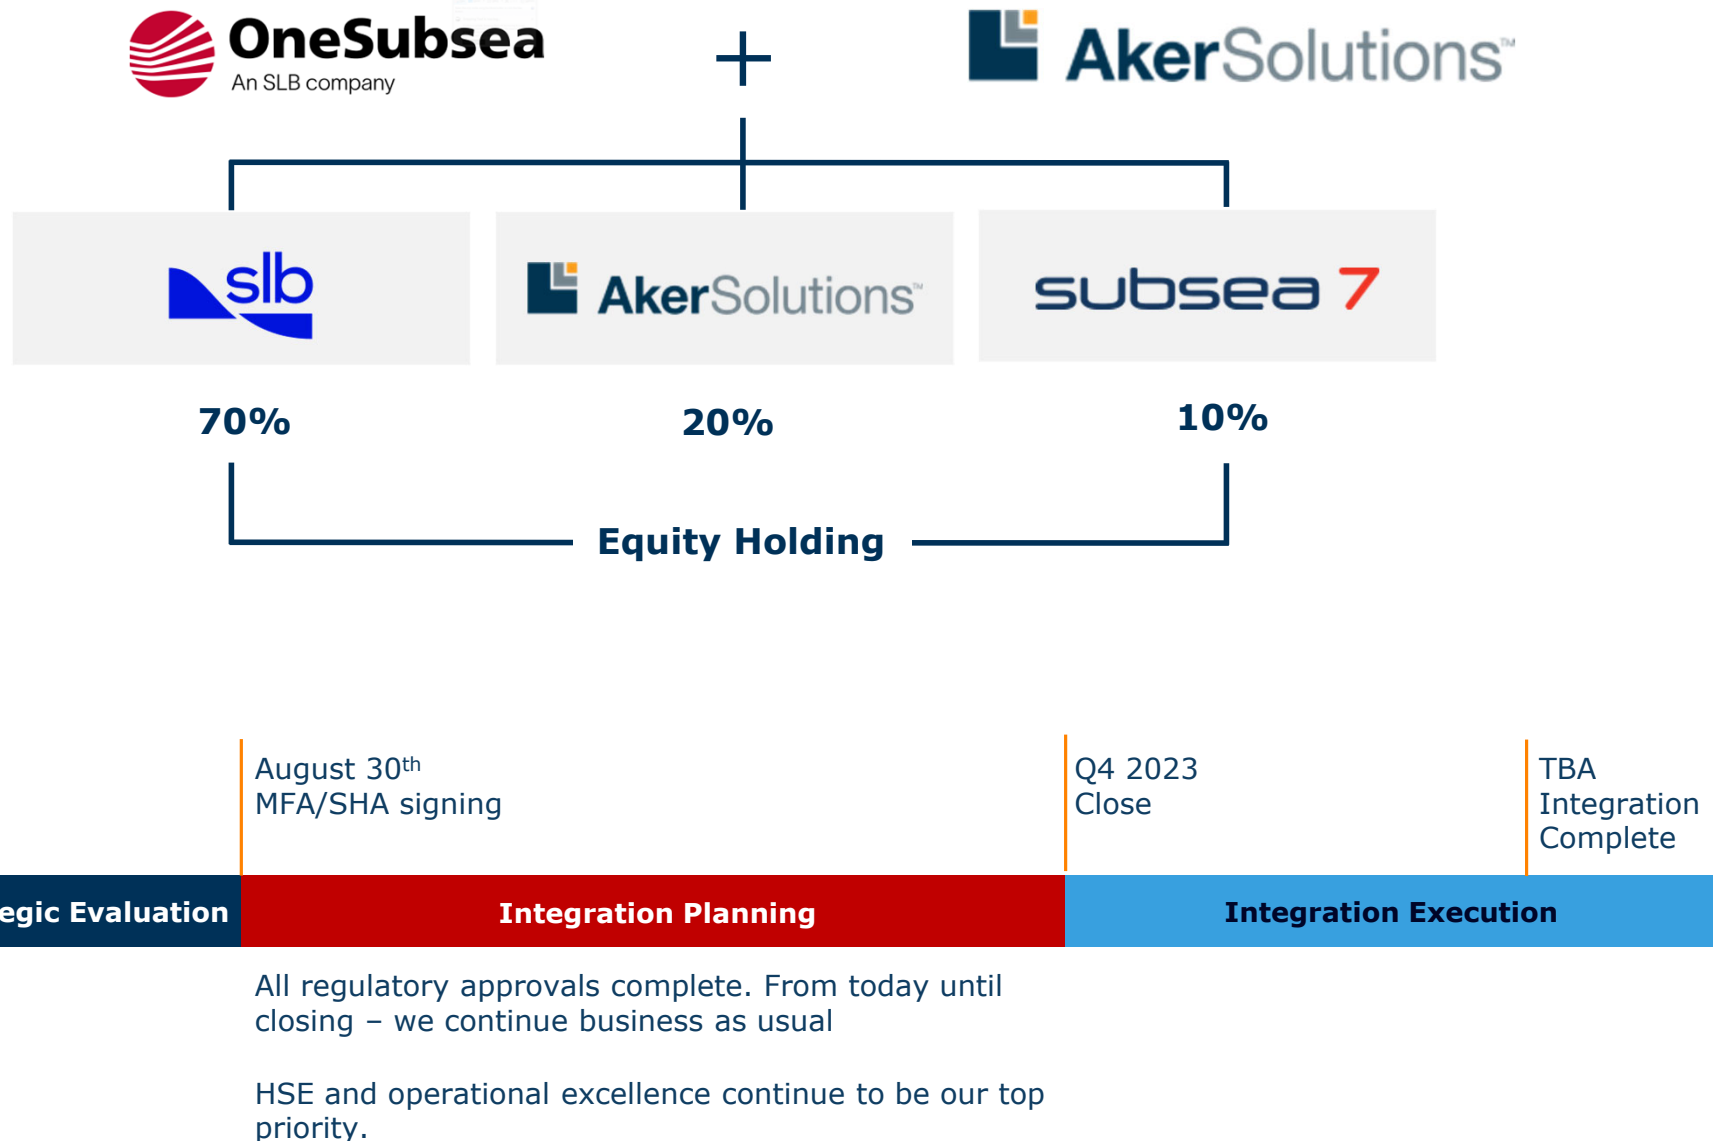 OneSubsea
An SLB company
+
AkerSolutions™
slb
AkerSolutions™
subsea 7
70%
20%
10%
Equity Holding
August 30th
MFA/SHA signing
Q4 2023
Close
TBA
Integration
Complete
egic Evaluation
Integration Planning
Integration Execution
All regulatory approvals complete. From today until
closing – we continue business as usual
HSE and operational excellence continue to be our top
priority.